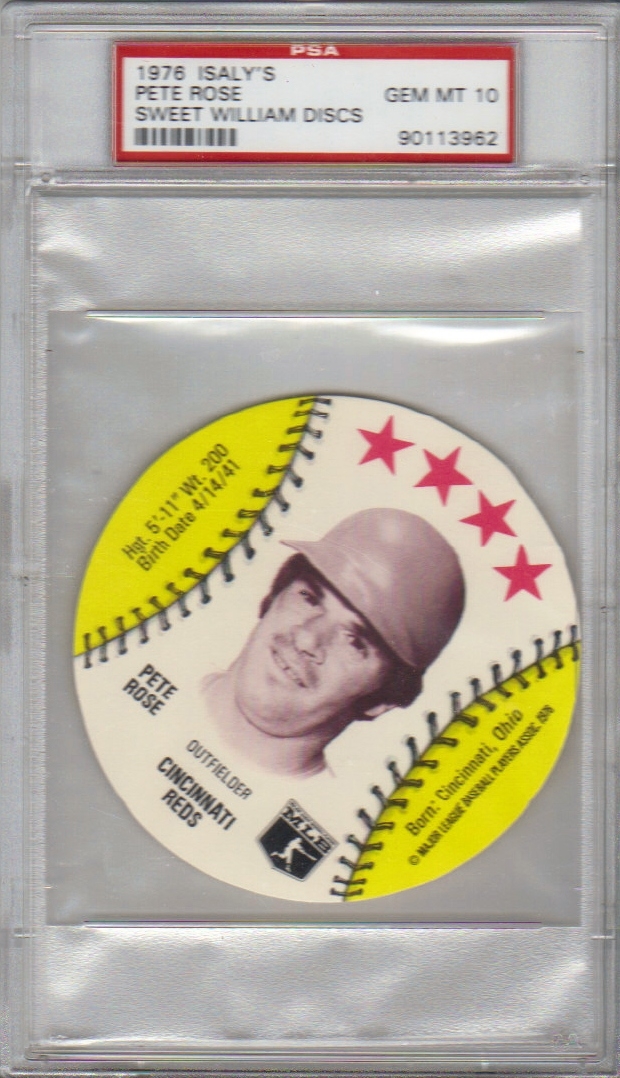 PSA
1976 ISALY'S
PETE ROSE
GEM MT 10
SWEET WILLIAM DISCS
90113962
Hgt. 5'-11" Wt. 200
Birth Date 4/14/41
PETE
ROSE
OUTFIELDER
CINCINNATI
REDS
Born: Cincinnati, Ohio
© MAJOR LEAGUE BASEBALL PLAYERS ASSOC. 1976